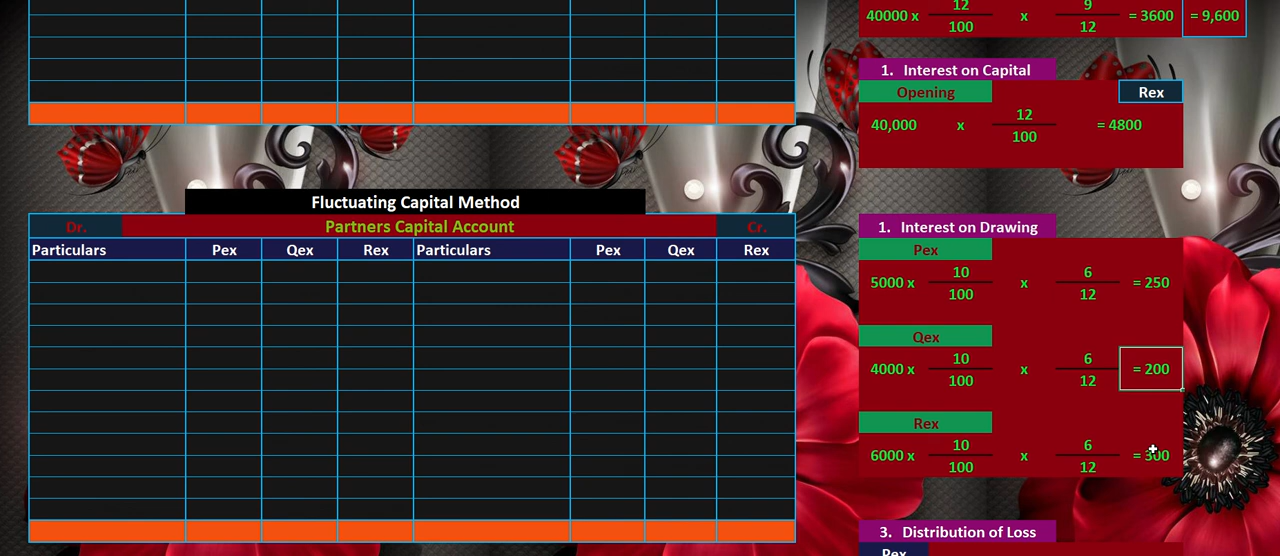 40000 x 12/100 x 9/12 = 3600 = 9,600
1. Interest on Capital
Opening Rex
40,000 x 12/100 = 4800
Fluctuating Capital Method
Dr. Partners Capital Account Cr.
Particulars Pex Qex Rex Particulars Pex Qex Rex
1. Interest on Drawing
Pex
5000 x 10/100 x 6/12 = 250
Qex
4000 x 10/100 x 6/12 = 200
Rex
6000 x 10/100 x 6/12 = 300
3. Distribution of Loss
Pex